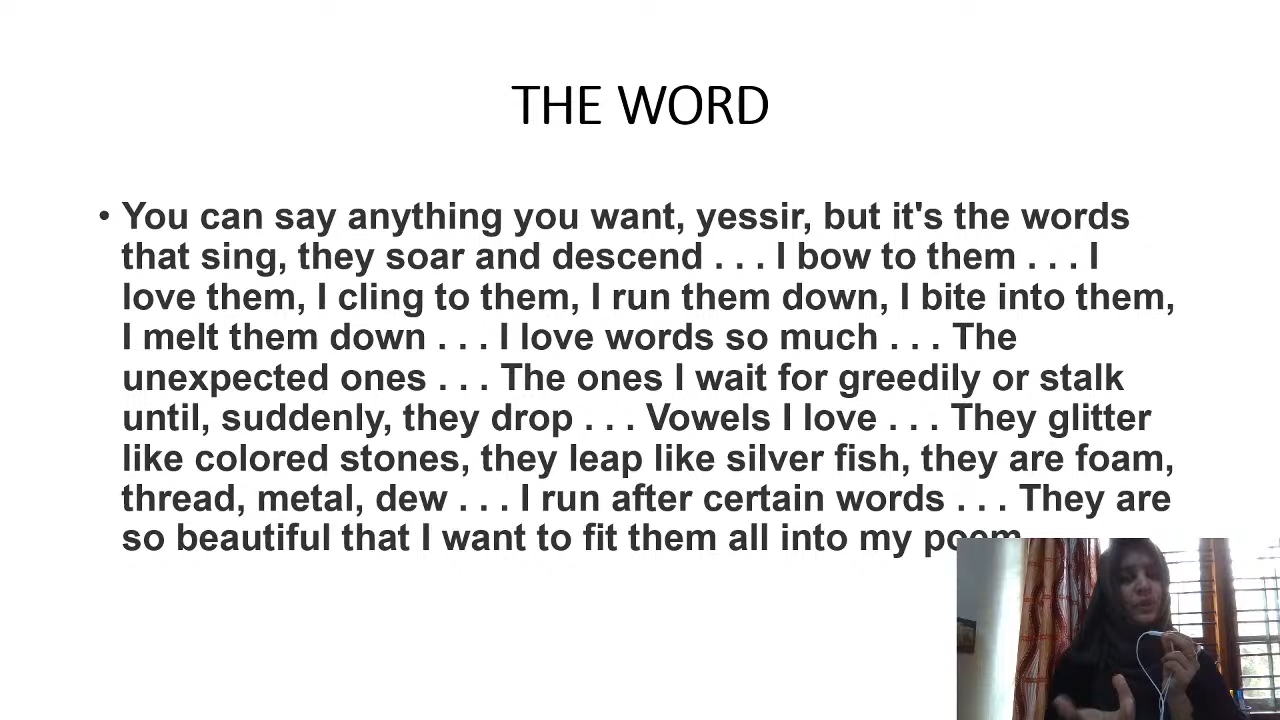 THE WORD
• You can say anything you want, yessir, but it's the words
that sing, they soar and descend . . . I bow to them . . . I
love them, I cling to them, I run them down, I bite into them,
I melt them down . . . I love words so much . . . The
unexpected ones . . . The ones I wait for greedily or stalk
until, suddenly, they drop . . . Vowels I love . . . They glitter
like colored stones, they leap like silver fish, they are foam,
thread, metal, dew . . . I run after certain words . . . They are
so beautiful that I want to fit them all into my poem